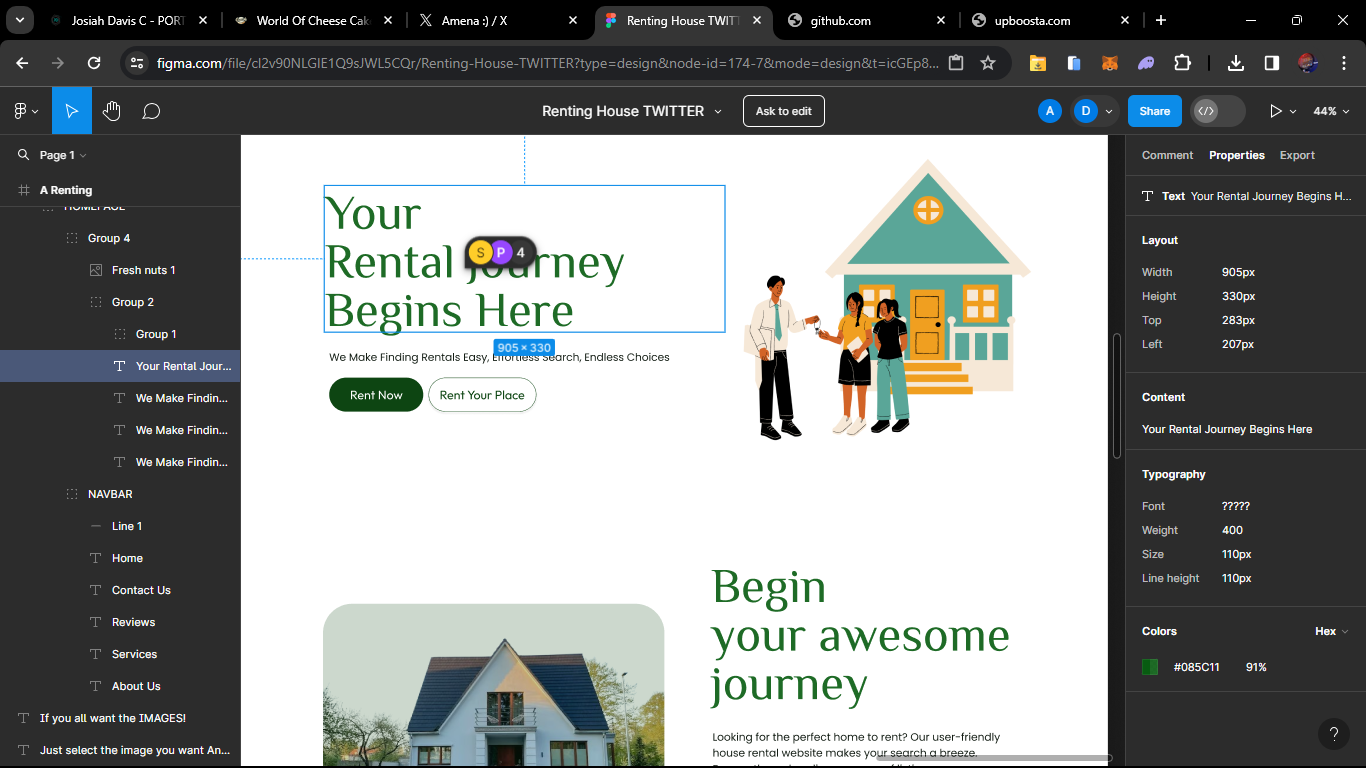 Josiah Davis C - PORT
World Of Cheese Cak
Amena :) / X
Renting House TWITT
github.com
upboosta.com
figma.com/file/cl2v90NLGIE1Q9sJWL5CQr/Renting-House-TWITTER?type=design&node-id=174-7&mode=design&t=icGEp8...
Renting House TWITTER
Ask to edit
A
D
Share
44%
Page 1
A Renting
HOMEPAGE
Group 4
Fresh nuts 1
Group 2
Group 1
Your Rental Jour...
We Make Findin...
We Make Findin...
We Make Findin...
NAVBAR
Line 1
Home
Contact Us
Reviews
Services
About Us
If you all want the IMAGES!
Just select the image you want An...
Your
Rental Journey
Begins Here
S P 4
905 × 330
We Make Finding Rentals Easy, Effortless Search, Endless Choices
Rent Now
Rent Your Place
Begin
your awesome
journey
Looking for the perfect home to rent? Our user-friendly
house rental website makes your search a breeze.
Comment
Properties
Export
Text Your Rental Journey Begins H...
Layout
Width 905px
Height 330px
Top 283px
Left 207px
Content
Your Rental Journey Begins Here
Typography
Font ?????
Weight 400
Size 110px
Line height 110px
Colors
Hex
#085C11 91%
?